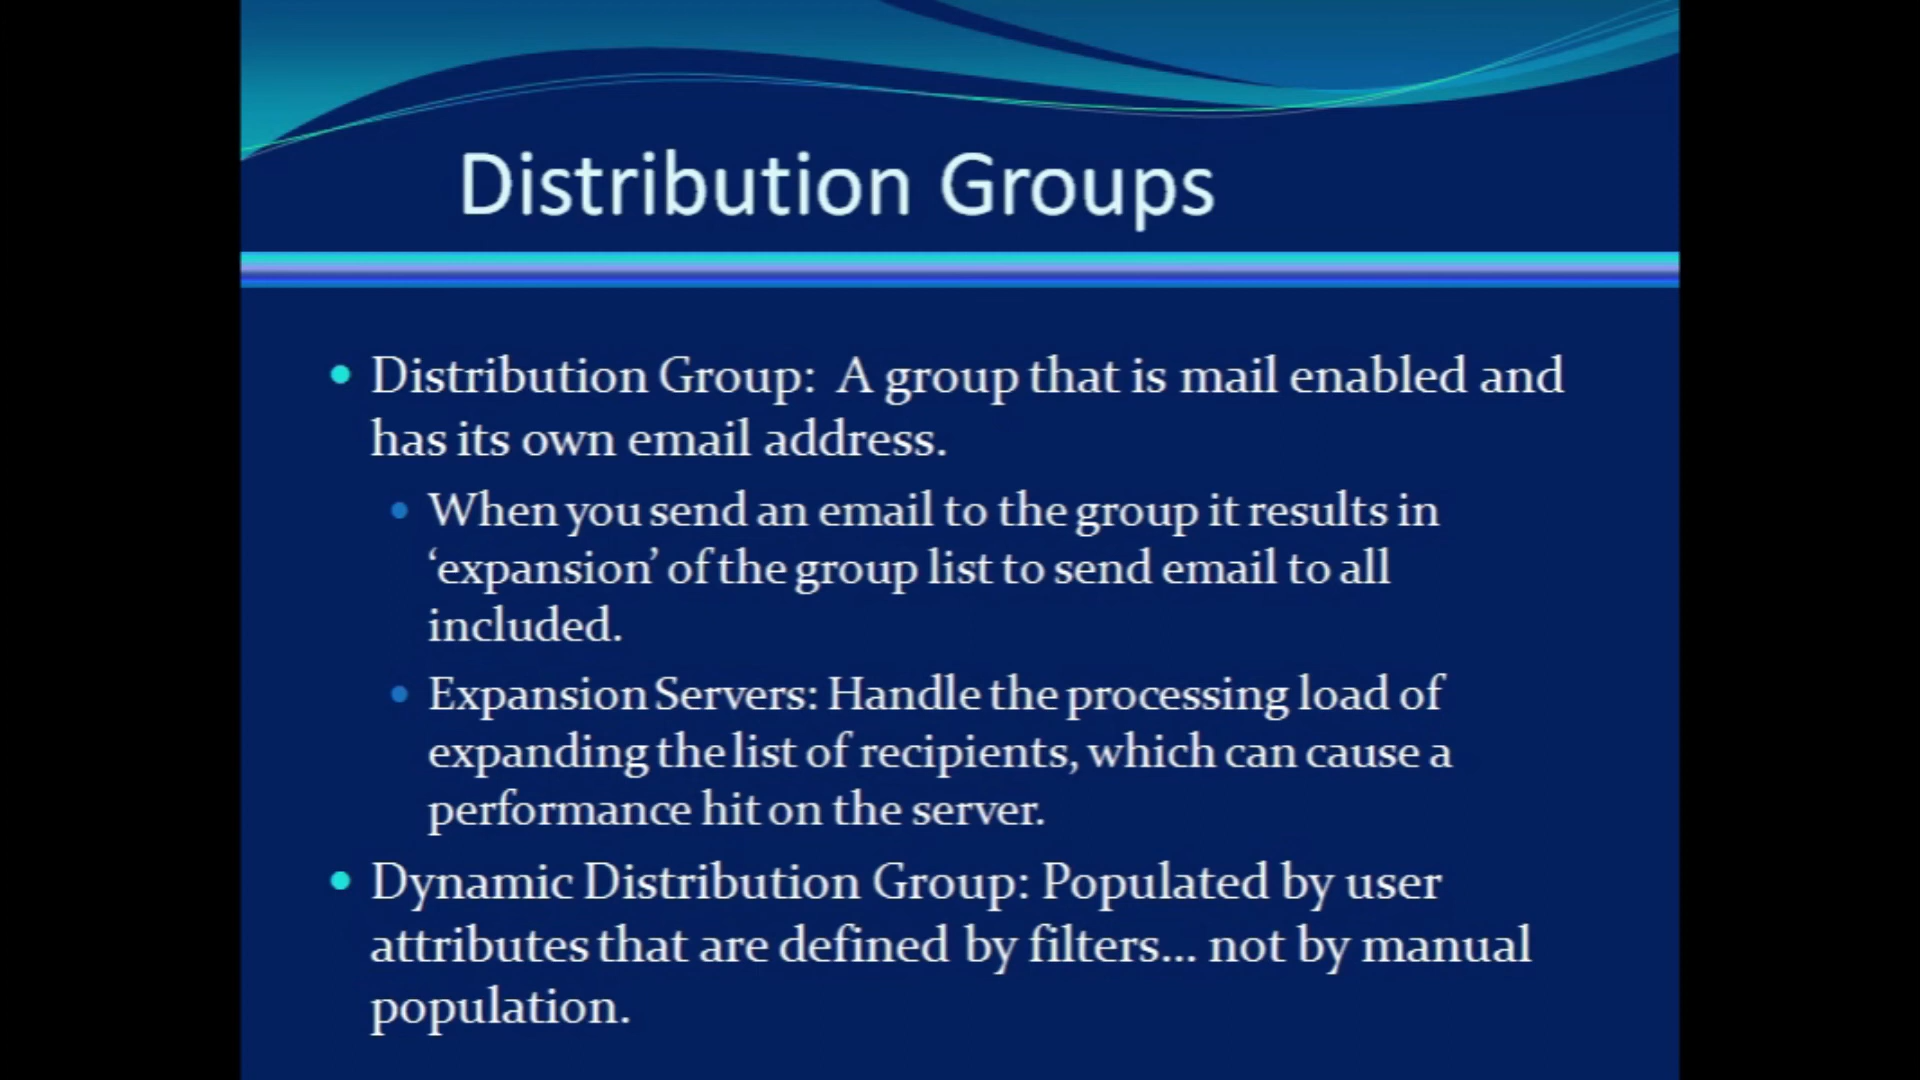 Distribution Groups
Distribution Group: A group that is mail enabled and
has its own email address.
When you send an email to the group it results in
‘expansion’ of the group list to send email to all
included.
Expansion Servers: Handle the processing load of
expanding the list of recipients, which can cause a
performance hit on the server.
Dynamic Distribution Group: Populated by user
attributes that are defined by filters... not by manual
population.